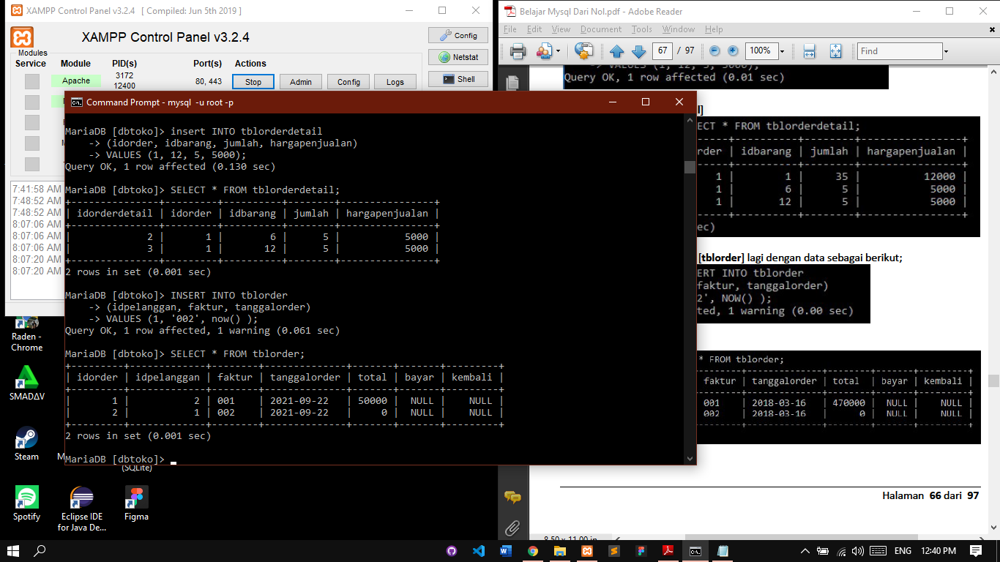 XAMPP Control Panel v3.2.4 [ Compiled: Jun 5th 2019 ]
XAMPP Control Panel v3.2.4
Config
Netstat
Shell
Modules
Service Module PID(s) Port(s) Actions
Apache 3172 80, 443 Stop Admin Config Logs
12400
7:41:58 AM
7:48:52 AM
7:48:52 AM
8:07:06 AM
8:07:06 AM
8:07:06 AM
8:07:20 AM
8:07:20 AM
Command Prompt - mysql -u root -p
MariaDB [dbtoko]> insert INTO tblorderdetail
-> (idorder, idbarang, jumlah, hargapenjualan)
-> VALUES (1, 12, 5, 5000);
Query OK, 1 row affected (0.130 sec)
MariaDB [dbtoko]> SELECT * FROM tblorderdetail;
+---------------+---------+----------+--------+----------------+
| idorderdetail | idorder | idbarang | jumlah | hargapenjualan |
+---------------+---------+----------+--------+----------------+
| 2 | 1 | 6 | 5 | 5000 |
| 3 | 1 | 12 | 5 | 5000 |
+---------------+---------+----------+--------+----------------+
2 rows in set (0.001 sec)
MariaDB [dbtoko]> INSERT INTO tblorder
-> (idpelanggan, faktur, tanggalorder)
-> VALUES (1, '002', now() );
Query OK, 1 row affected, 1 warning (0.061 sec)
MariaDB [dbtoko]> SELECT * FROM tblorder;
+---------+-------------+--------+--------------+-------+-------+---------+
| idorder | idpelanggan | faktur | tanggalorder | total | bayar | kembali |
+---------+-------------+--------+--------------+-------+-------+---------+
| 1 | 2 | 001 | 2021-09-22 | 50000 | NULL | NULL |
| 2 | 1 | 002 | 2021-09-22 | 0 | NULL | NULL |
+---------+-------------+--------+--------------+-------+-------+---------+
2 rows in set (0.001 sec)
MariaDB [dbtoko]>
Belajar Mysql Dari Nol.pdf - Adobe Reader
File Edit View Document Tools Window Help
67 / 97 100% Find
-> VALUES (1, 12, 5, 5000);
Query OK, 1 row affected (0.01 sec)
l]
ECT * FROM tblorderdetail;
rder | idbarang | jumlah | hargapenjualan |
1 | 1 | 35 | 12000 |
1 | 6 | 5 | 5000 |
1 | 12 | 5 | 5000 |
ec)
[tblorder] lagi dengan data sebagai berikut;
ERT INTO tblorder
faktur, tanggalorder)
2', NOW() );
ted, 1 warning (0.00 sec)
* FROM tblorder;
faktur | tanggalorder | total | bayar | kembali |
001 | 2018-03-16 | 470000 | NULL | NULL |
002 | 2018-03-16 | 0 | NULL | NULL |
Halaman 66 dari 97
8.50 x 11.00 in
Raden -
Chrome
SMADΔV
Steam
(SQLite)
Spotify
Eclipse IDE
for Java De...
Figma
ENG 12:40 PM